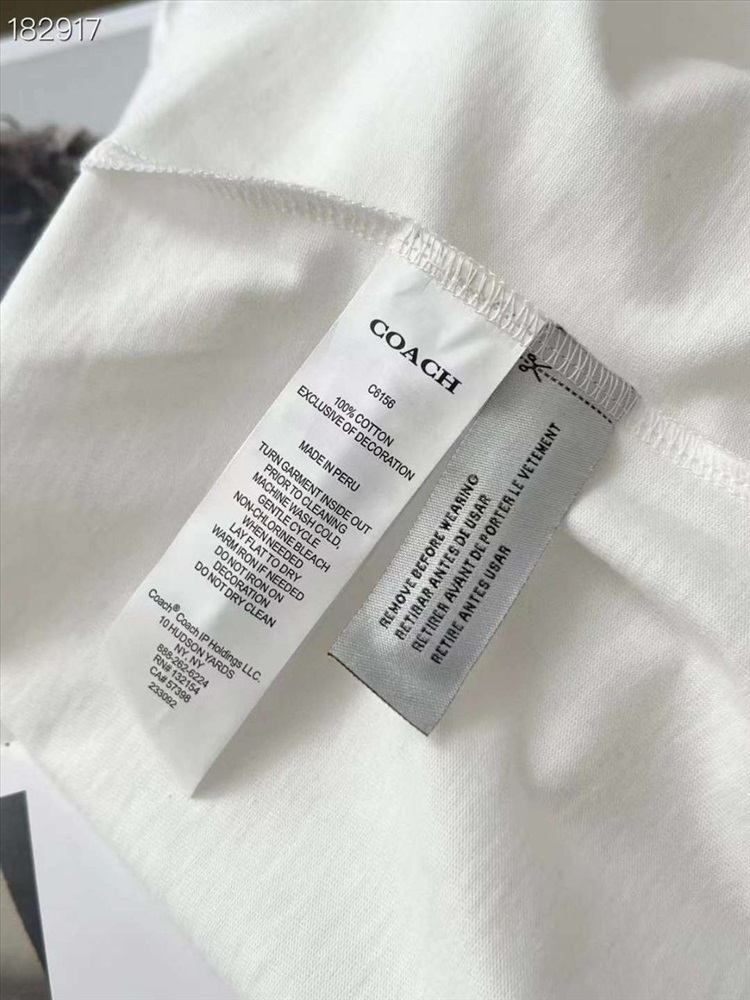 182917
COACH
C6156
100% COTTON
EXCLUSIVE OF DECORATION
MADE IN PERU
TURN GARMENT INSIDE OUT
PRIOR TO CLEANING
MACHINE WASH COLD,
GENTLE CYCLE
NON-CHLORINE BLEACH
WHEN NEEDED
LAY FLAT TO DRY
WARM IRON IF NEEDED
DO NOT IRON ON
DECORATION
DO NOT DRY CLEAN
Coach® Coach IP Holdings LLC.
10 HUDSON YARDS
NY, NY
888-262-6224
RN# 132154
CA# 57398
233092
REMOVE BEFORE WEARING
RETIRAR ANTES DE USAR
RETIRER AVANT DE PORTER LE VETEMENT
RETIRE ANTES USAR